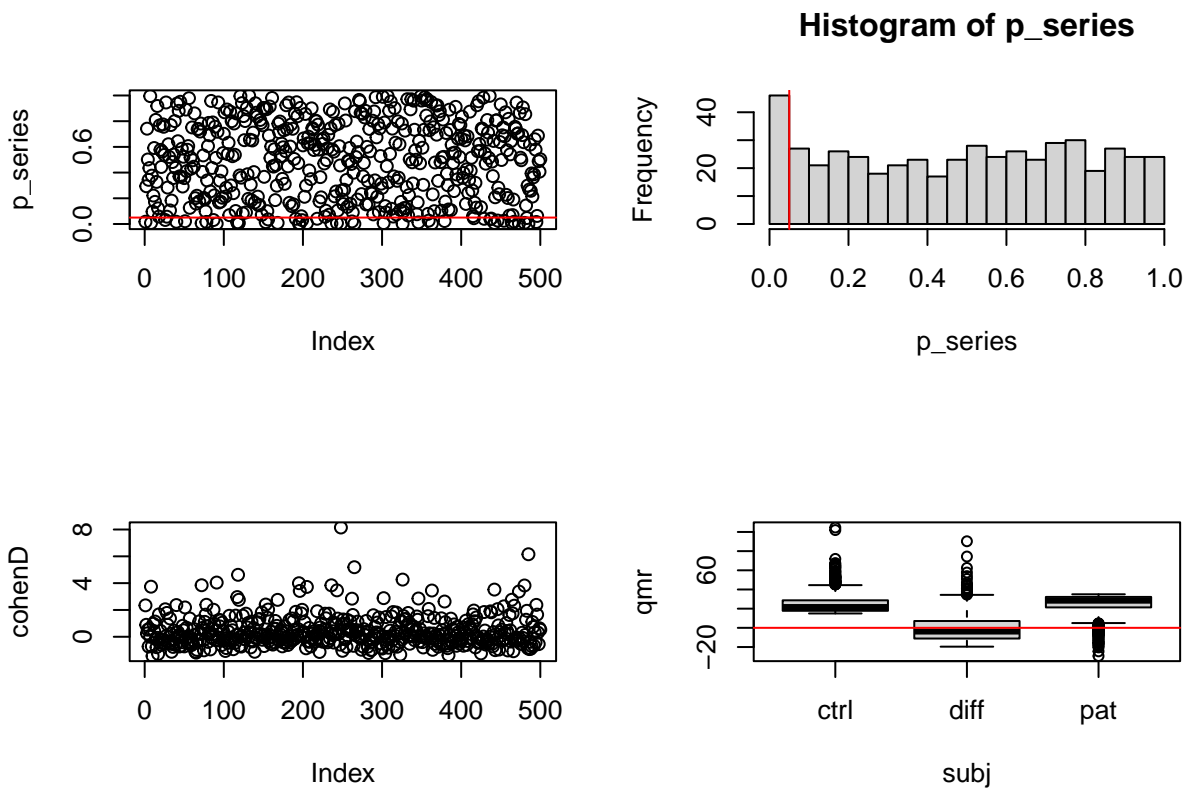 Histogram of p_series
p_series
0.0 0.6
0 100 200 300 400 500
Index
Frequency
0 20 40
0.0 0.2 0.4 0.6 0.8 1.0
p_series
cohenD
0 4 8
0 100 200 300 400 500
Index
qmr
−20 60
ctrl diff pat
subj